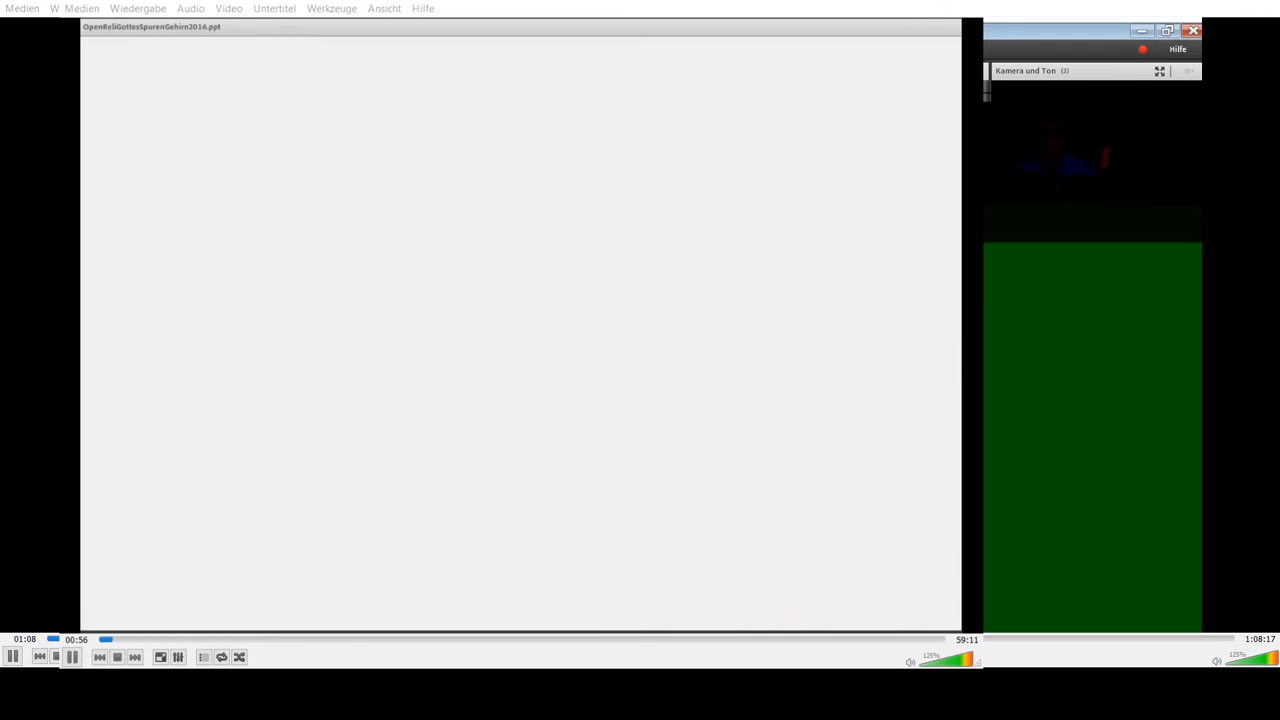 Medien W Medien Wiedergabe Audio Video Untertitel Werkzeuge Ansicht Hilfe
OpenReliGottesSpurenGehirn2016.ppt
Hilfe
Kamera und Ton (2)
01:08 00:56 59:11 1:08:17
125% 125%